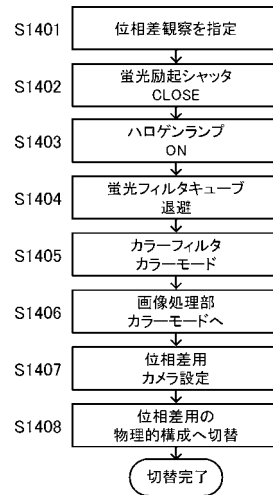 S1401
位相差観察を指定
S1402
蛍光励起シャッタ
CLOSE
S1403
ハロゲンランプ
ON
S1404
蛍光フィルタキューブ
退避
S1405
カラーフィルタ
カラーモード
S1406
画像処理部
カラーモードへ
S1407
位相差用
カメラ設定
S1408
位相差用の
物理的構成へ切替
切替完了